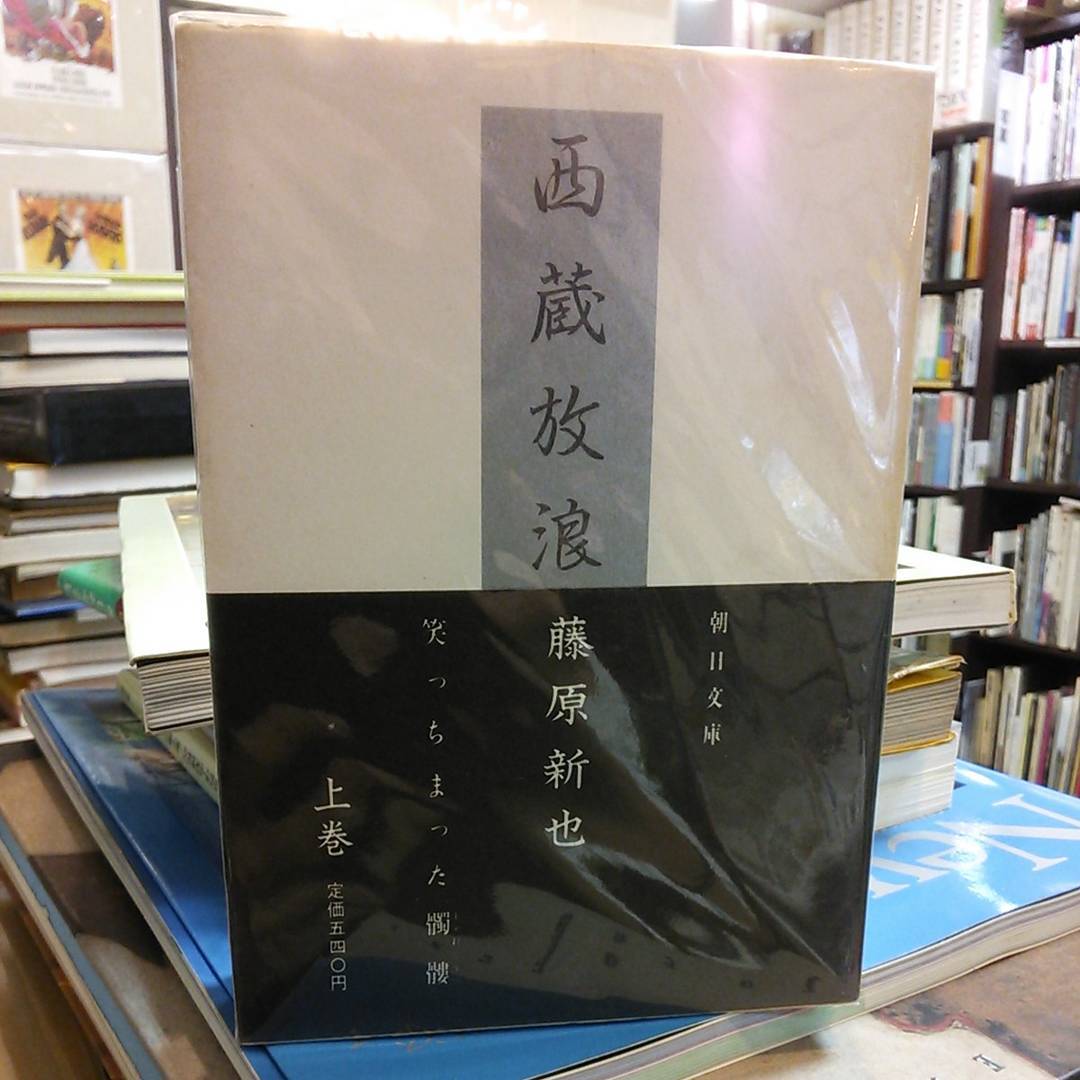 西蔵放浪
朝日文庫
藤原新也
笑っちまった髑髏
上巻
定価五四〇円